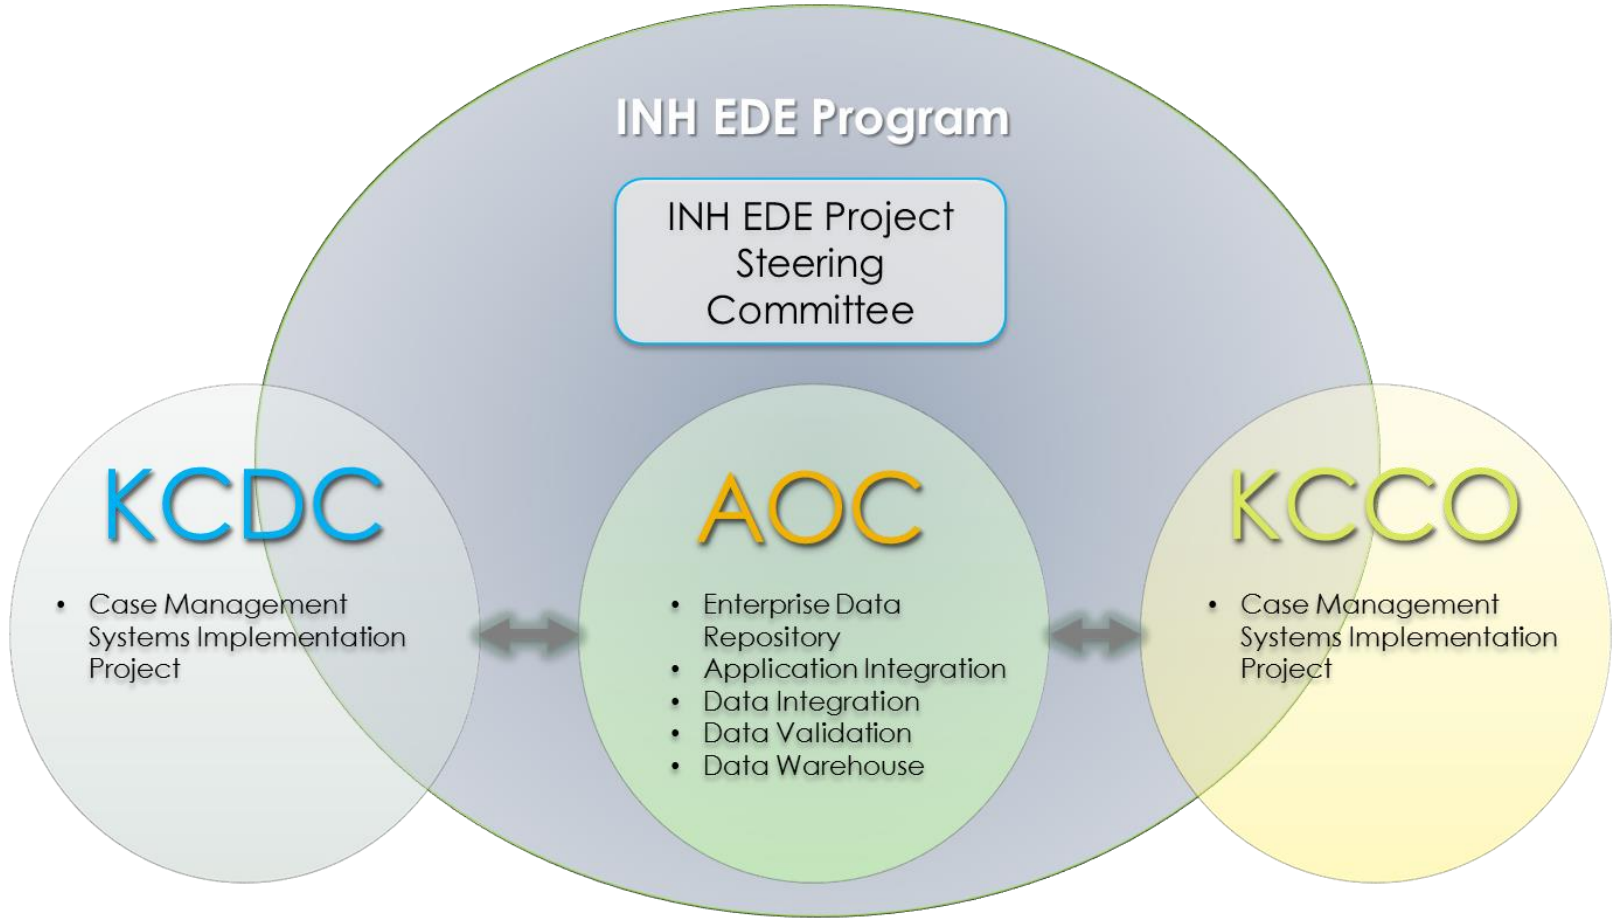 INH EDE Program
INH EDE Project
Steering
Committee
KCDC
• Case Management
Systems Implementation
Project
AOC
• Enterprise Data
Repository
• Application Integration
• Data Integration
• Data Validation
• Data Warehouse
KCCO
• Case Management
Systems Implementation
Project